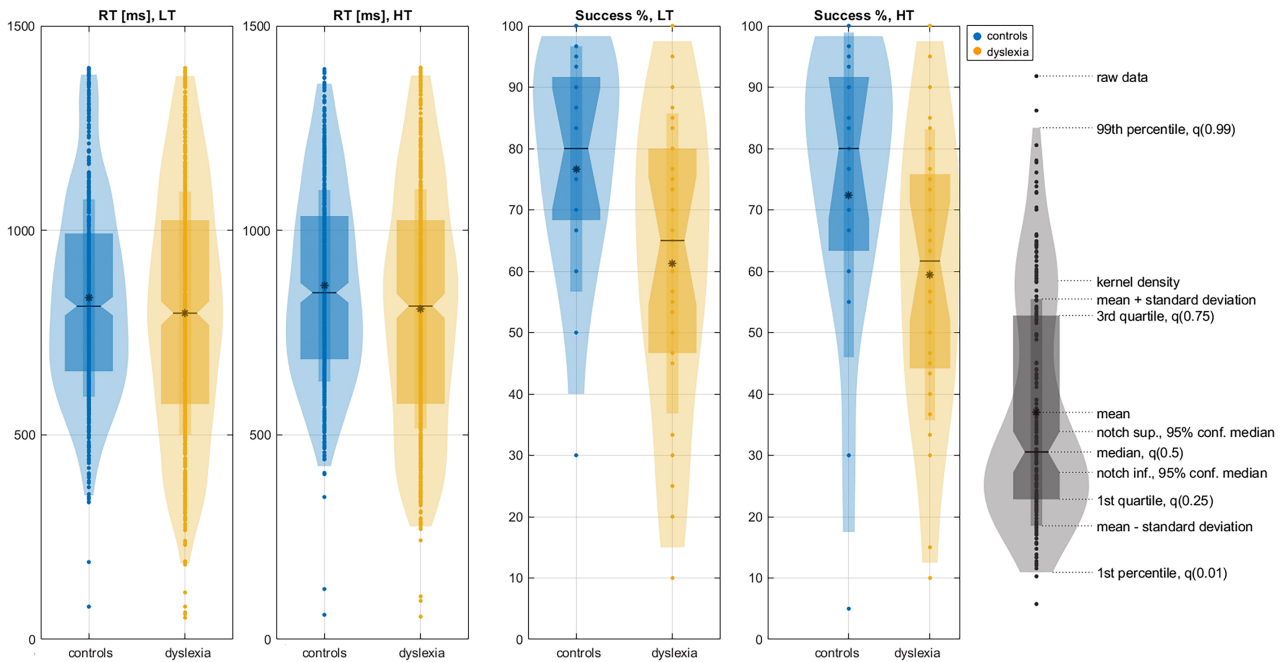 RT [ms], LT
1500
1000
500
0
controls dyslexia
RT [ms], HT
1500
1000
500
0
controls dyslexia
Success %, LT
100
90
80
70
60
50
40
30
20
10
0
controls dyslexia
Success %, HT
100
90
80
70
60
50
40
30
20
10
0
controls dyslexia
controls
dyslexia
raw data
99th percentile, q(0.99)
kernel density
mean + standard deviation
3rd quartile, q(0.75)
mean
notch sup., 95% conf. median
median, q(0.5)
notch inf., 95% conf. median
1st quartile, q(0.25)
mean - standard deviation
1st percentile, q(0.01)